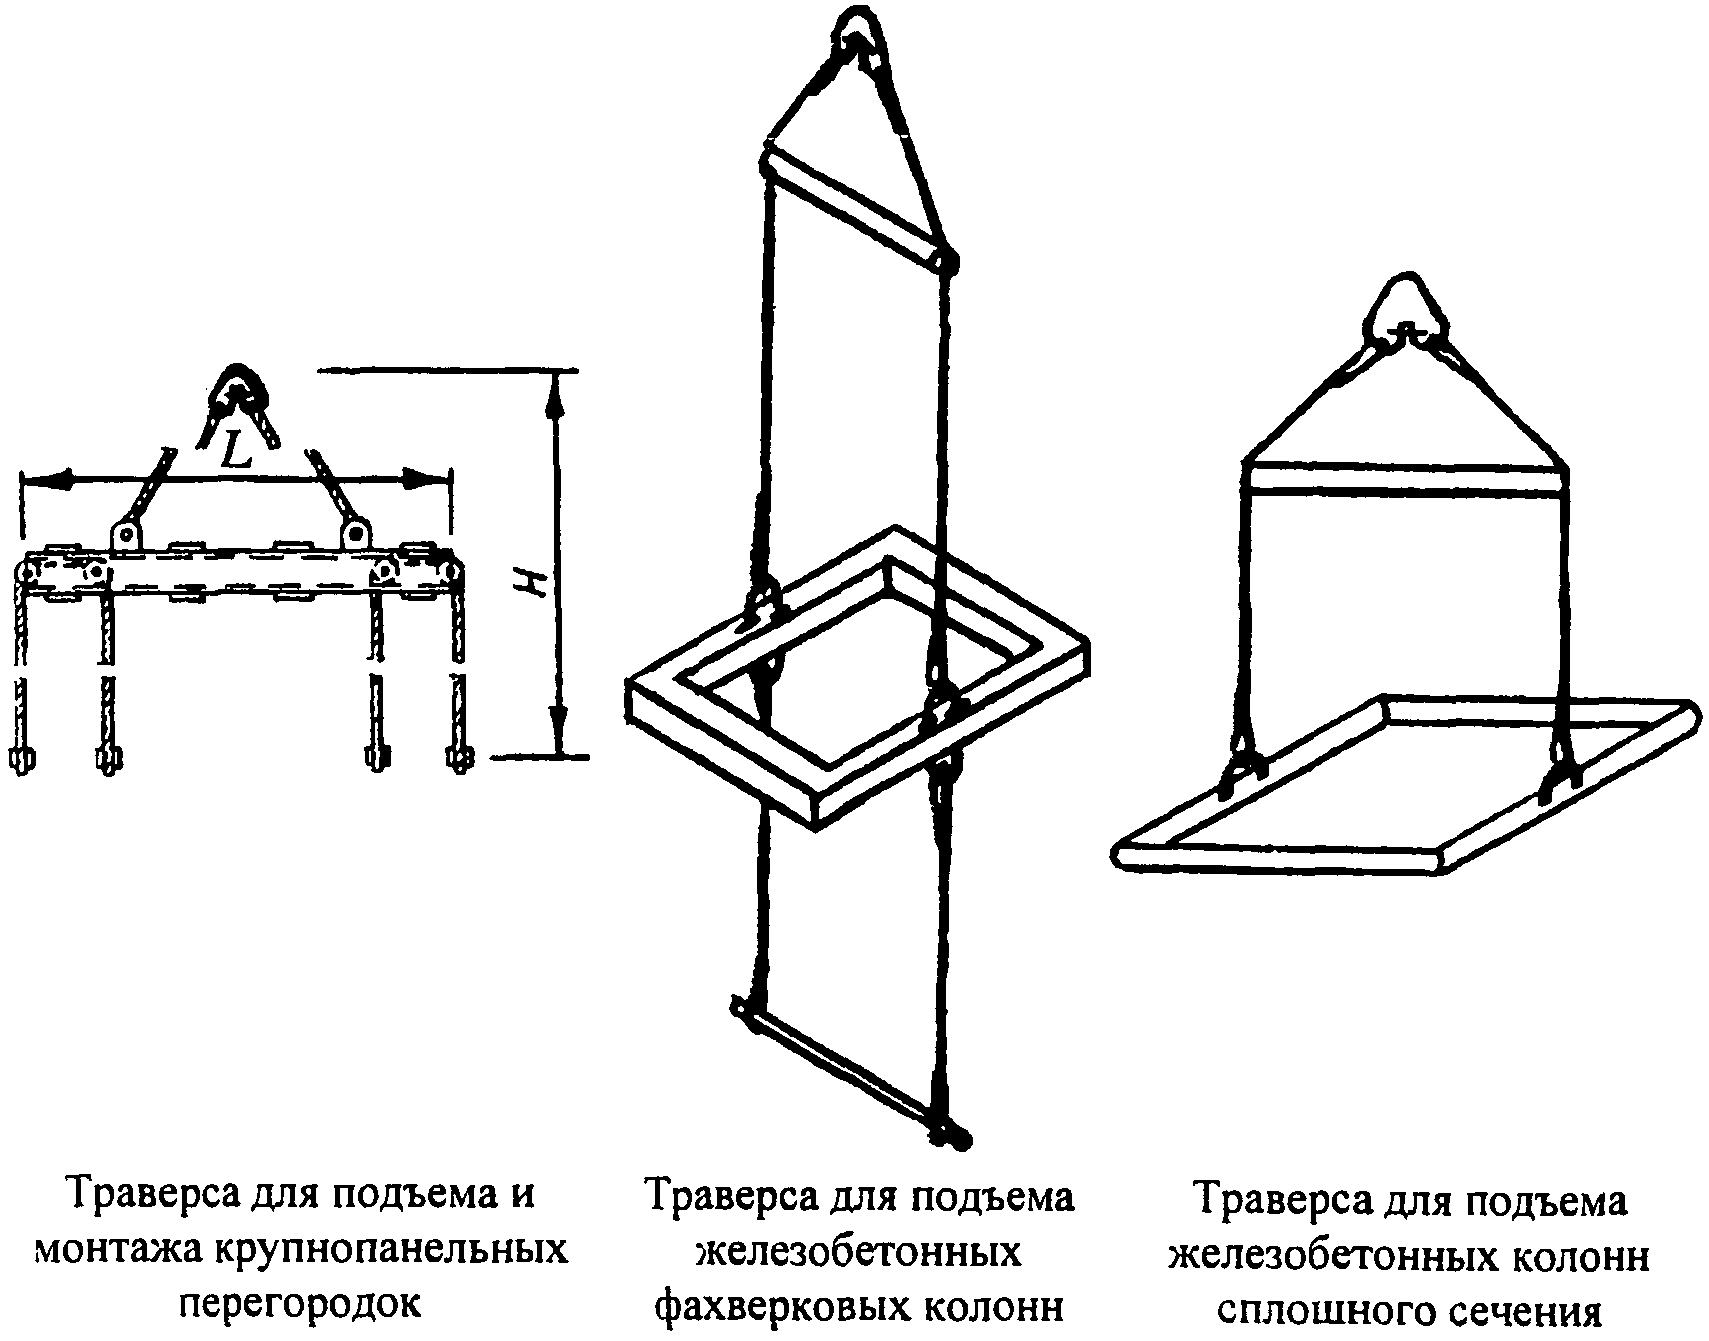 L
H
Траверса для подъема и
монтажа крупнопанельных
перегородок
Траверса для подъема
железобетонных
фахверковых колонн
Траверса для подъема
железобетонных колонн
сплошного сечения